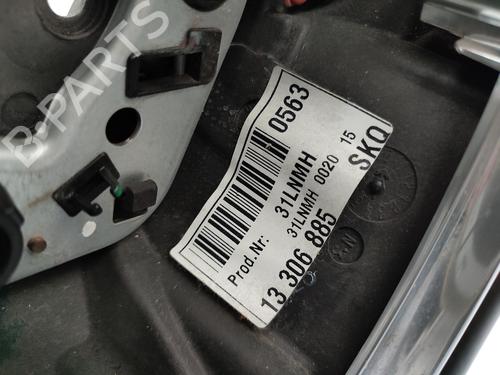 B-PARTS
0563
Prod.Nr: 31LNMH
31LNMH 0020 15
13 306 885 SKQ